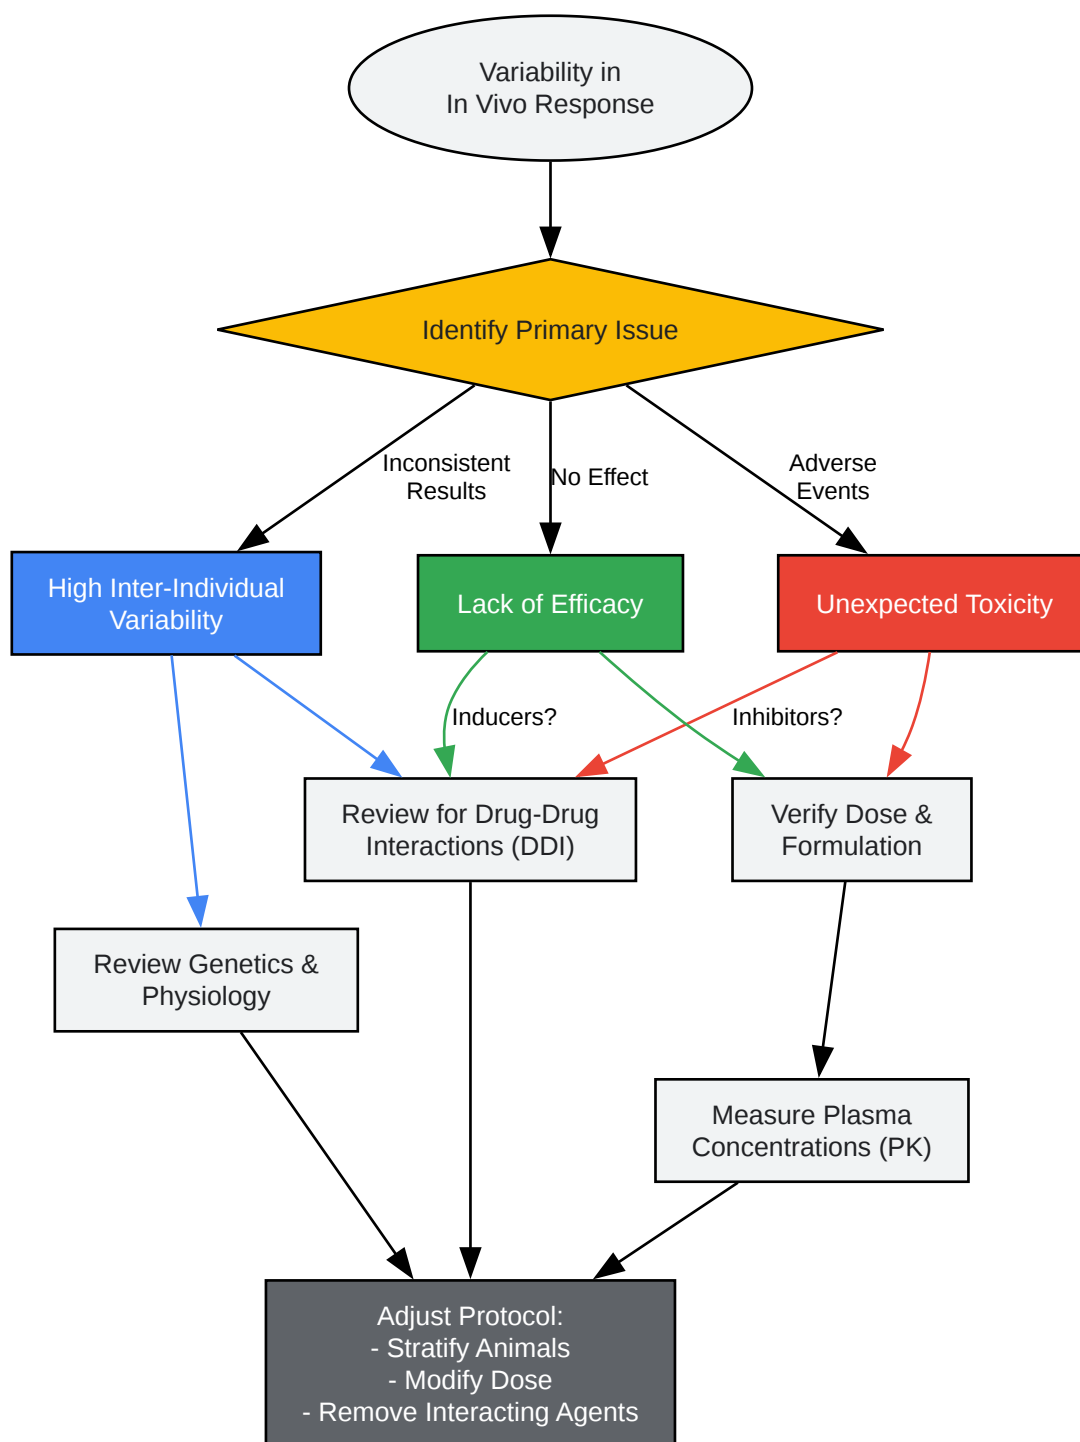 Variability in
In Vivo Response
Identify Primary Issue
Inconsistent
Results
No Effect
Adverse
Events
High Inter-Individual
Variability
Lack of Efficacy
Unexpected Toxicity
Inducers?
Inhibitors?
Review for Drug-Drug
Interactions (DDI)
Verify Dose &
Formulation
Review Genetics &
Physiology
Measure Plasma
Concentrations (PK)
Adjust Protocol:
- Stratify Animals
- Modify Dose
- Remove Interacting Agents